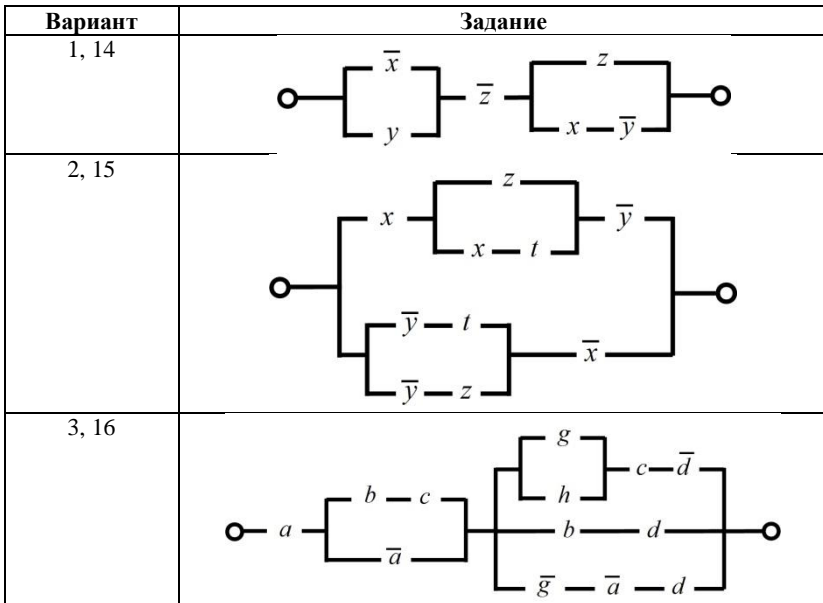 Вариант Задание
1, 14
x̅ z
z̅
y x y̅
2, 15
z
x y̅
x t
y̅ t
x̅
y̅ z
3, 16
g
c d̅
h
b c
a b d
a̅
g̅ a̅ d